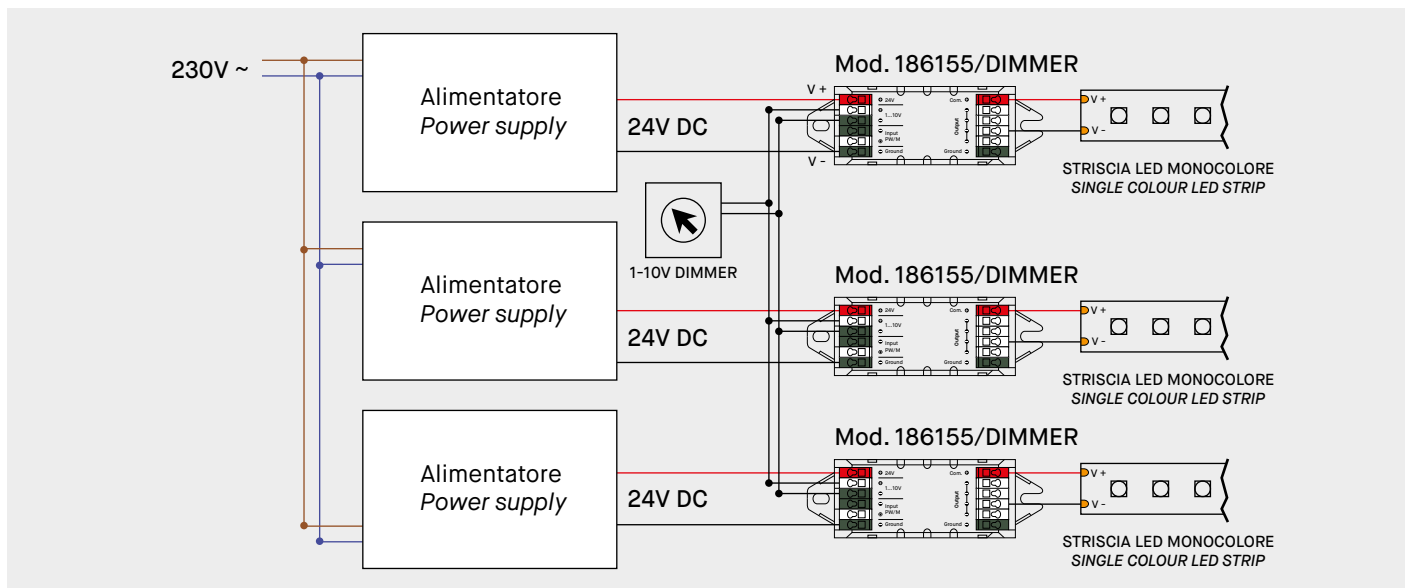 230V ~
Alimentatore
Power supply
24V DC
V +
V -
Mod. 186155/DIMMER
24V
1...10V
Input
PW/M
Ground
Com.
Output
Ground
V +
V -
STRISCIA LED MONOCOLORE
SINGLE COLOUR LED STRIP
1-10V DIMMER
Alimentatore
Power supply
24V DC
Mod. 186155/DIMMER
24V
1...10V
Input
PW/M
Ground
Com.
Output
Ground
V +
V -
STRISCIA LED MONOCOLORE
SINGLE COLOUR LED STRIP
Alimentatore
Power supply
24V DC
Mod. 186155/DIMMER
24V
1...10V
Input
PW/M
Ground
Com.
Output
Ground
V +
V -
STRISCIA LED MONOCOLORE
SINGLE COLOUR LED STRIP